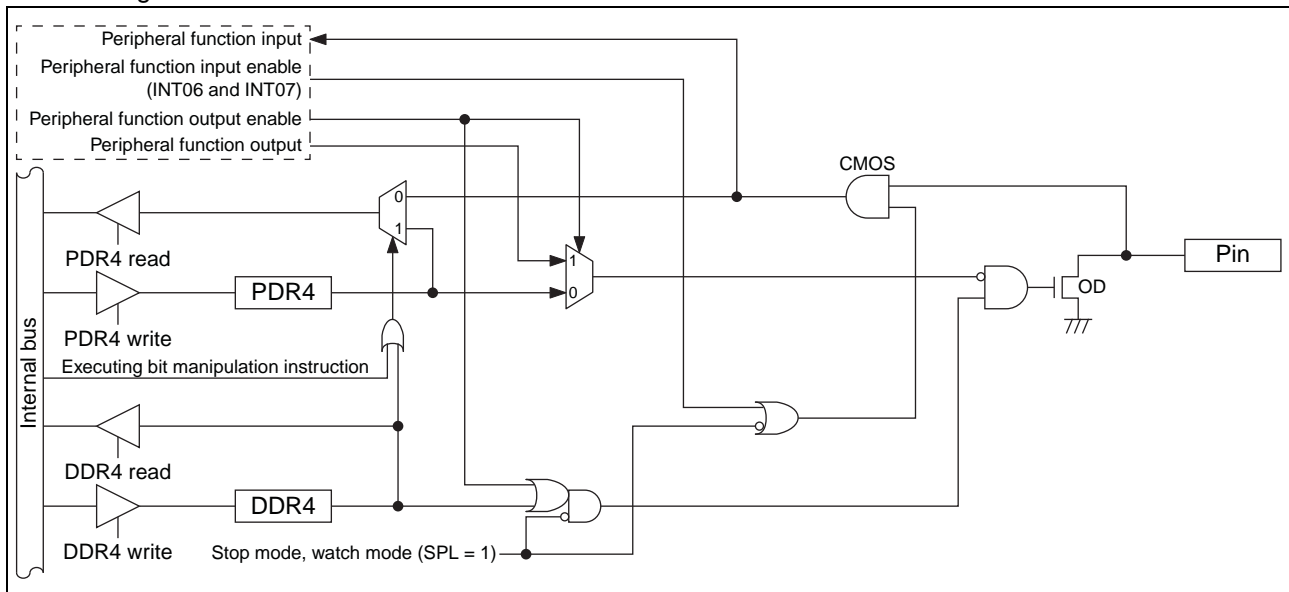 Peripheral function input
Peripheral function input enable
(INT06 and INT07)
Peripheral function output enable
Peripheral function output
CMOS
0
1
PDR4 read
Pin
1
PDR4
0
OD
PDR4 write
Executing bit manipulation instruction
Internal bus
DDR4 read
DDR4
DDR4 write
Stop mode, watch mode (SPL = 1)